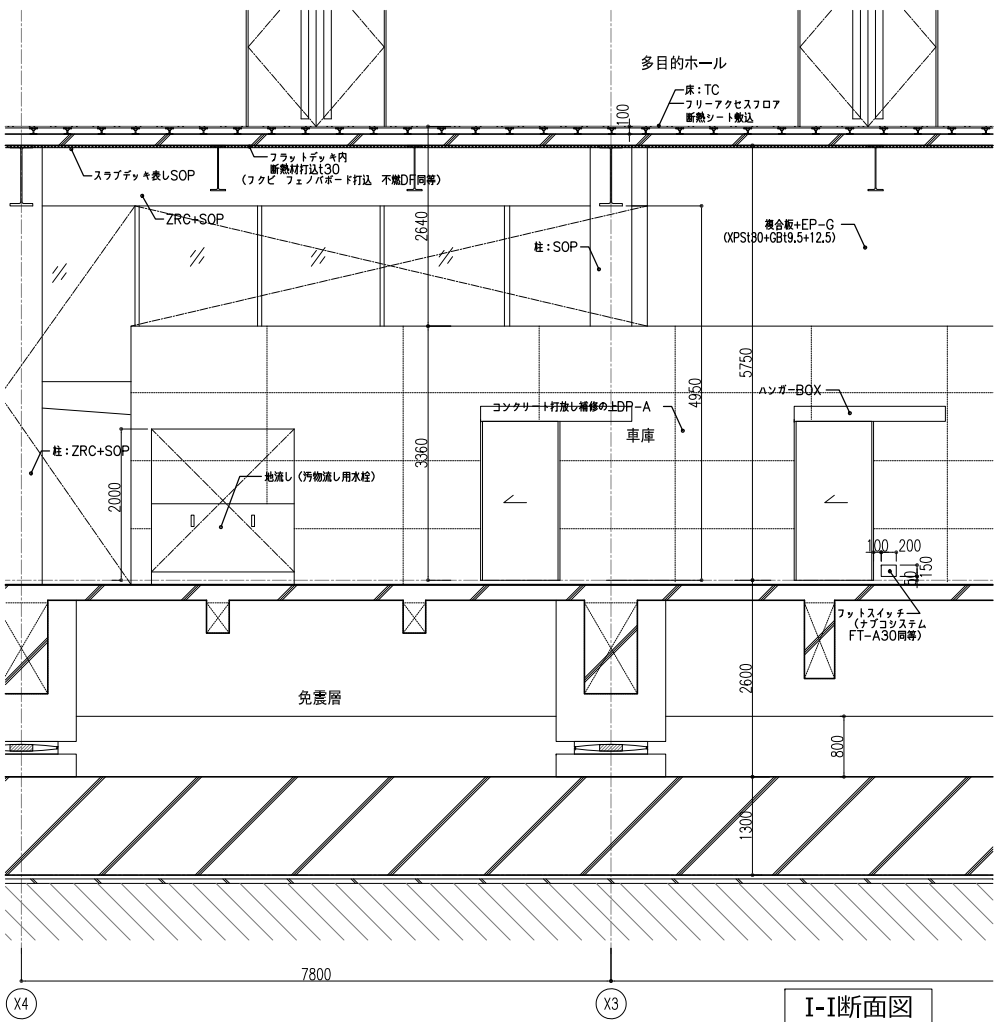 多目的ホール
床：TC
フリーアクセスフロア
断熱シート敷込
100
フラットデッキ内
断熱材打込t30
(フクビ フェノバボード打込 不燃DF同等)
スラブデッキ表しSOP
ZRC+SOP
2640
柱：SOP
複合板+EP-G
(XPSt30+GBt9.5+12.5)
5750
4950
ハンガーBOX
コンクリート打放し補修の上DP-A
車庫
柱：ZRC+SOP
3360
地流し（汚物流し用水栓）
2000
100
200
50
150
フットスイッチ
(ナブコシステム
FT-A30同等)
免震層
2600
800
1300
7800
X4
X3
I-I断面図